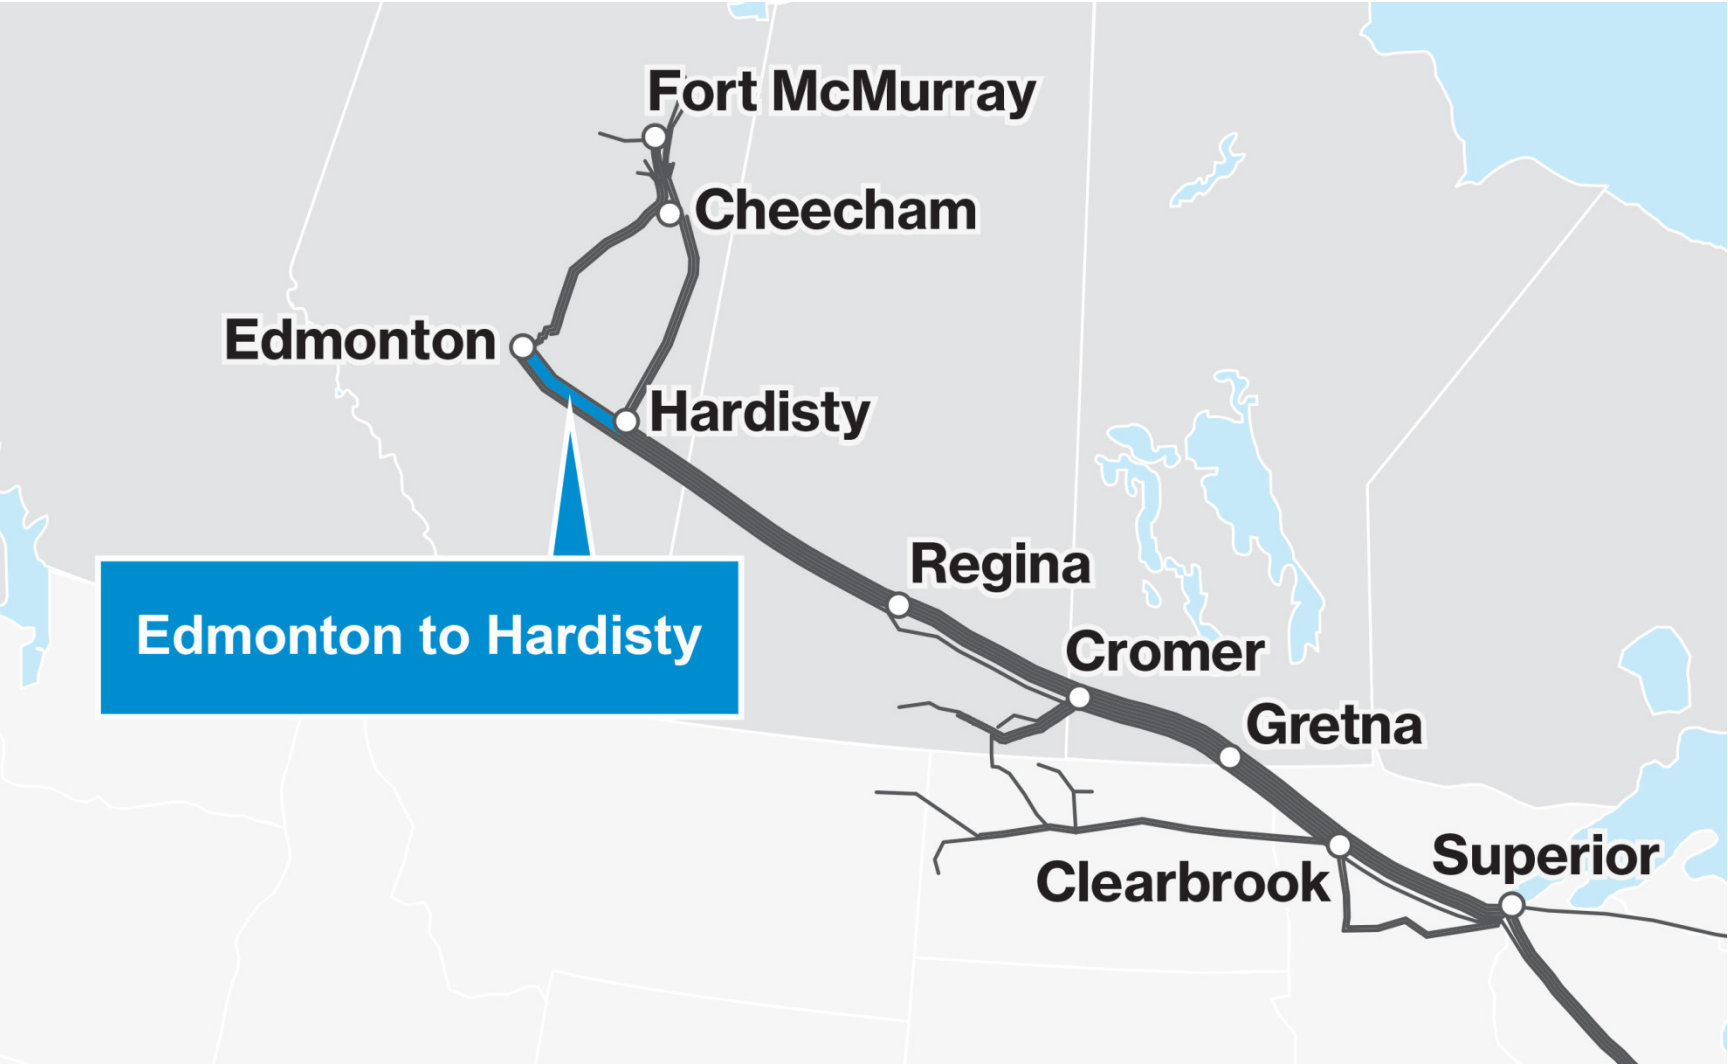 Fort McMurray
Cheecham
Edmonton
Hardisty
Regina
Edmonton to Hardisty
Cromer
Gretna
Superior
Clearbrook